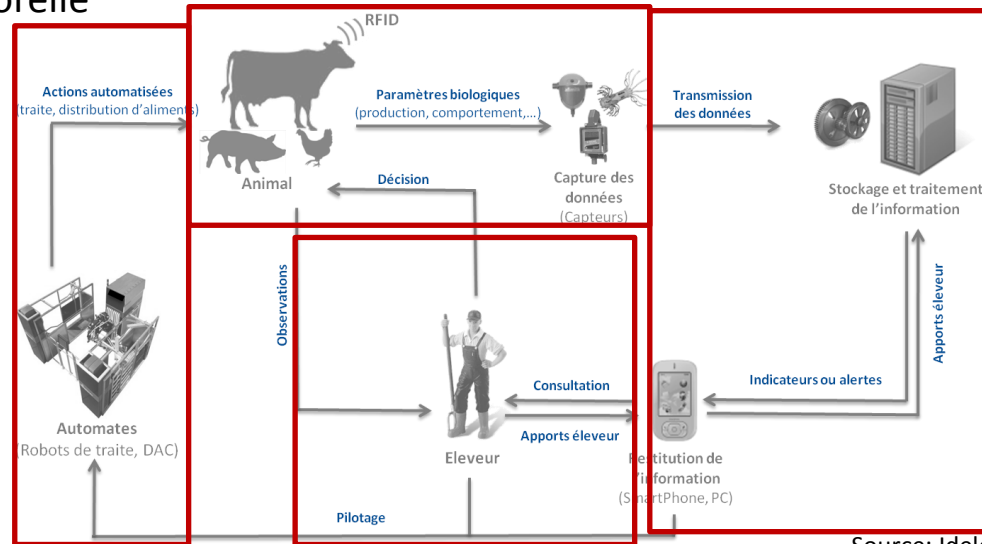 RFID
Actions automatisées
(traite, distribution d'aliments)
Paramètres biologiques
(production, comportement,...)
Transmission
des données
Animal
Décision
Capture des
données
(Capteurs)
Stockage et traitement
de l'information
Observations
Apports éleveur
Consultation
Indicateurs ou alertes
Apports éleveur
Automates
(Robots de traite, DAC)
Eleveur
Restitution de
l'information
(SmartPhone, PC)
Pilotage
Source: